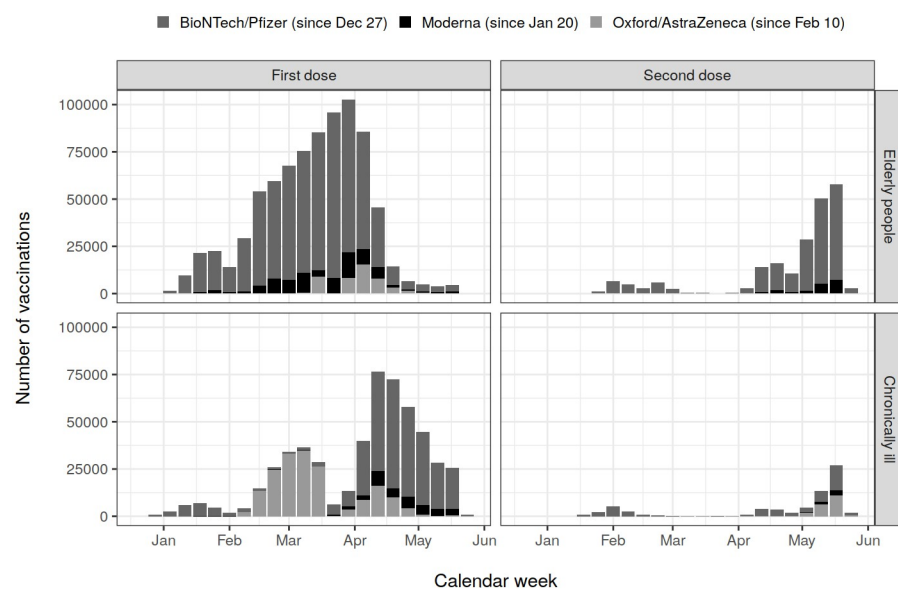 BioNTech/Pfizer (since Dec 27) Moderna (since Jan 20) Oxford/AstraZeneca (since Feb 10)
First dose Second dose
100000
75000
50000
25000
0
Elderly people
100000
75000
50000
25000
0
Chronically ill
Number of vaccinations
Jan Feb Mar Apr May Jun Jan Feb Mar Apr May Jun
Calendar week